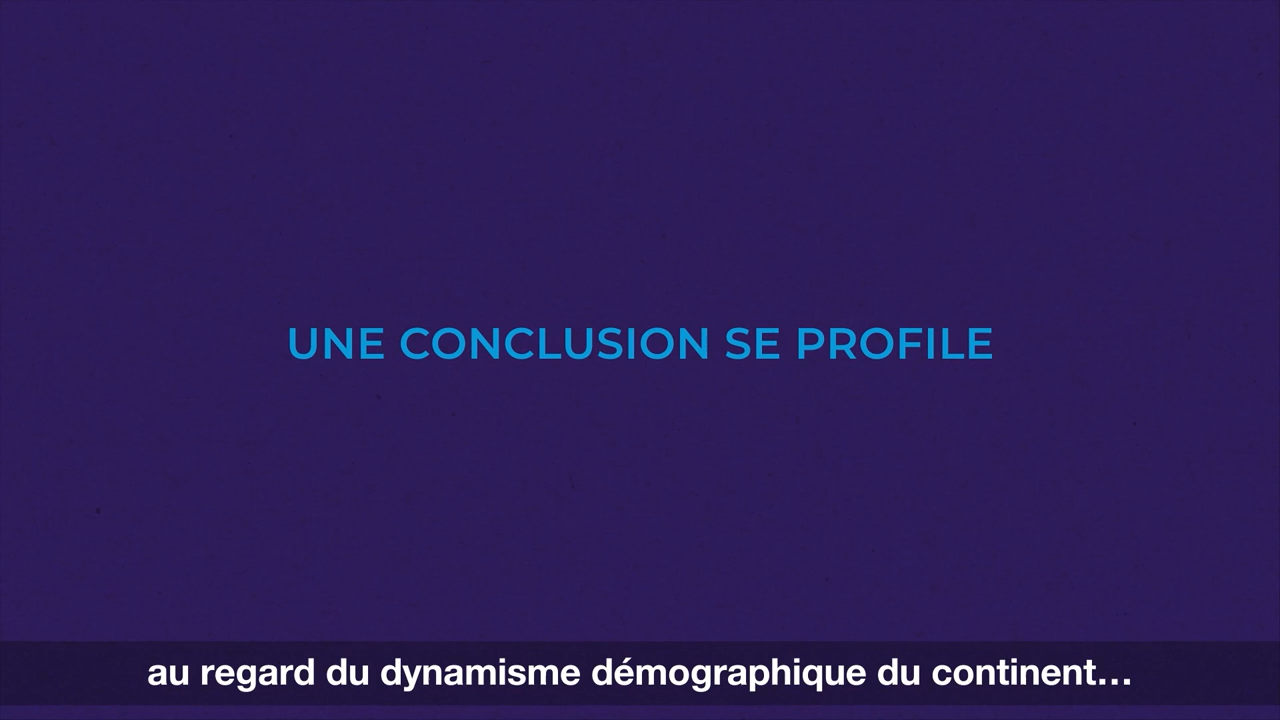 UNE CONCLUSION SE PROFILE
au regard du dynamisme démographique du continent…